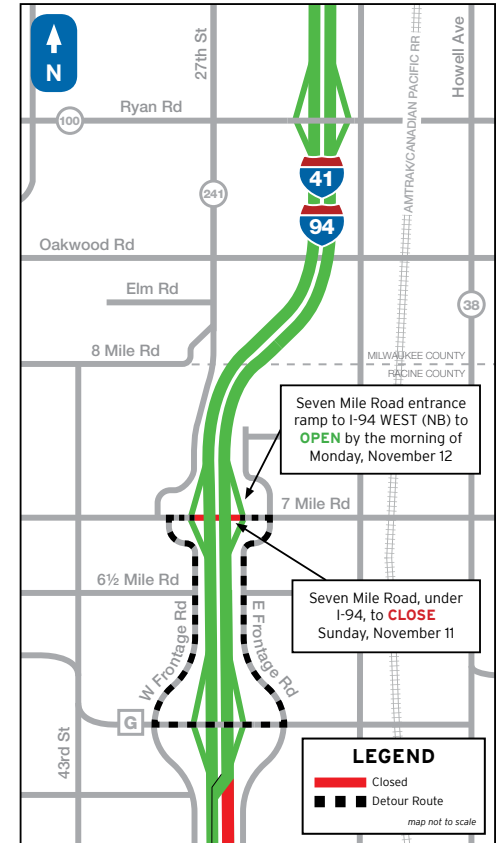 N
27th St
Howell Ave
AMTRAK/CANADIAN PACIFIC RR
Ryan Rd
100
41
241
94
Oakwood Rd
Elm Rd
38
8 Mile Rd
MILWAUKEE COUNTY
RACINE COUNTY
Seven Mile Road entrance
ramp to I-94 WEST (NB) to
OPEN by the morning of
Monday, November 12
7 Mile Rd
6½ Mile Rd
Seven Mile Road, under
I-94, to CLOSE
Sunday, November 11
W Frontage Rd
E Frontage Rd
G
43rd St
LEGEND
Closed
Detour Route
map not to scale